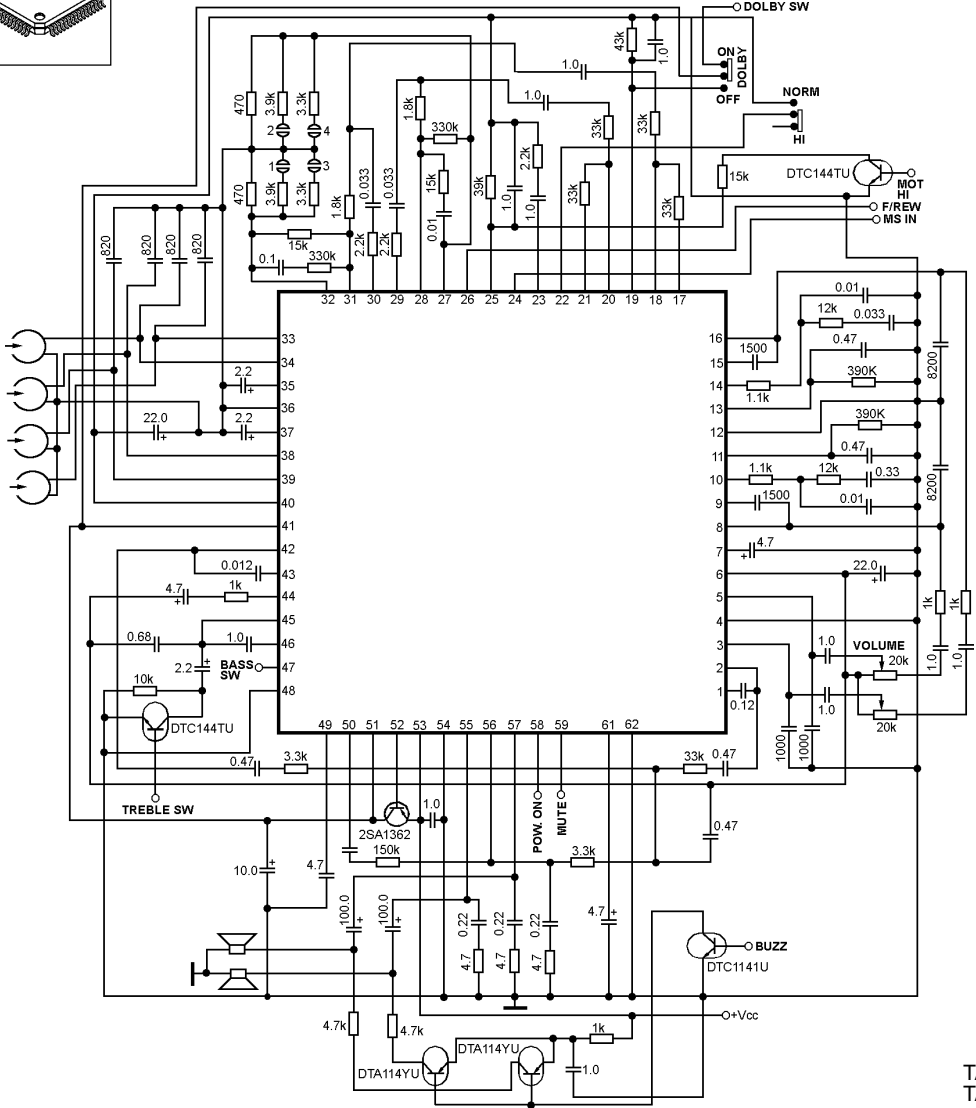 DOLBY SW
43k
1.0
ON
DOLBY
OFF
NORM
HI
470
3.9k
3.3k
2
4
1
3
470
3.9k
3.3k
1.8k
0.033
0.033
1.8k
330k
15k
0.01
1.0
1.0
33k
33k
2.2k
39k
1.0
1.0
33k
33k
15k
DTC144TU
MOT
HI
F/REW
MS IN
820
820
820
820
15k
0.1
330k
2.2k
2.2k
32
31
30
29
28
27
26
25
24
23
22
21
20
19
18
17
33
34
35
36
37
38
39
40
41
42
43
44
45
46
47
48
2.2
+
22.0
+
2.2
+
0.012
4.7
+
1k
0.68
1.0
2.2
+
BASS
SW
10k
DTC144TU
TREBLE SW
16
15
14
13
12
11
10
9
8
7
6
5
4
3
2
1
0.01
12k
0.033
1500
0.47
390K
1.1k
8200
390K
0.47
1.1k
12k
0.33
1500
0.01
8200
4.7
+
22.0
+
1k
1k
1.0
VOLUME
20k
1.0
1.0
1.0
20k
0.12
1000
1000
49
50
51
52
53
54
55
56
57
58
59
61
62
0.47
3.3k
33k
0.47
POW. ON
MUTE
1.0
2SA1362
150k
3.3k
0.47
10.0
+
4.7
100.0
+
100.0
+
0.22
0.22
0.22
4.7
+
4.7
4.7
4.7
BUZZ
DTC1141U
4.7k
4.7k
+Vcc
1k
DTA114YU
DTA114YU
1.0